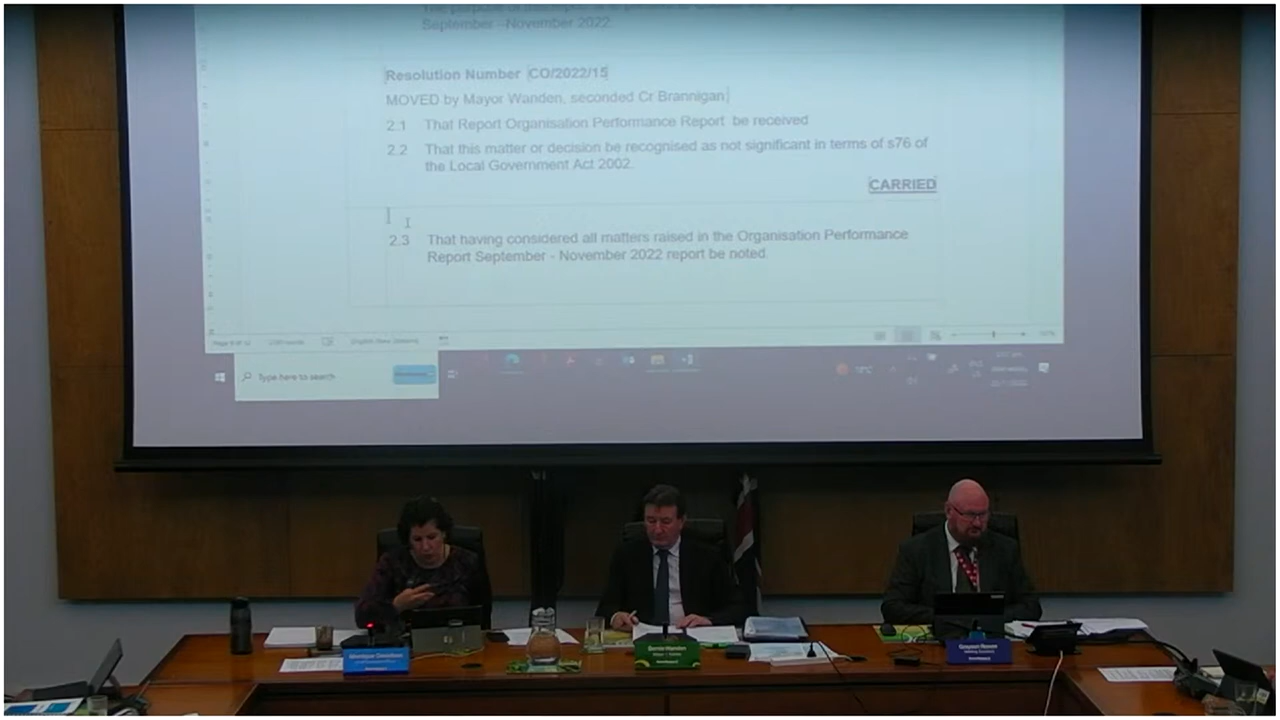 September - November 2022.
Resolution Number CO/2022/15
MOVED by Mayor Wanden, seconded Cr Brannigan
2.1 That Report Organisation Performance Report be received
2.2 That this matter or decision be recognised as not significant in terms of s76 of
the Local Government Act 2002.
CARRIED
2.3 That having considered all matters raised in the Organisation Performance
Report September - November 2022 report be noted.
Type here to search
Bernie Wanden